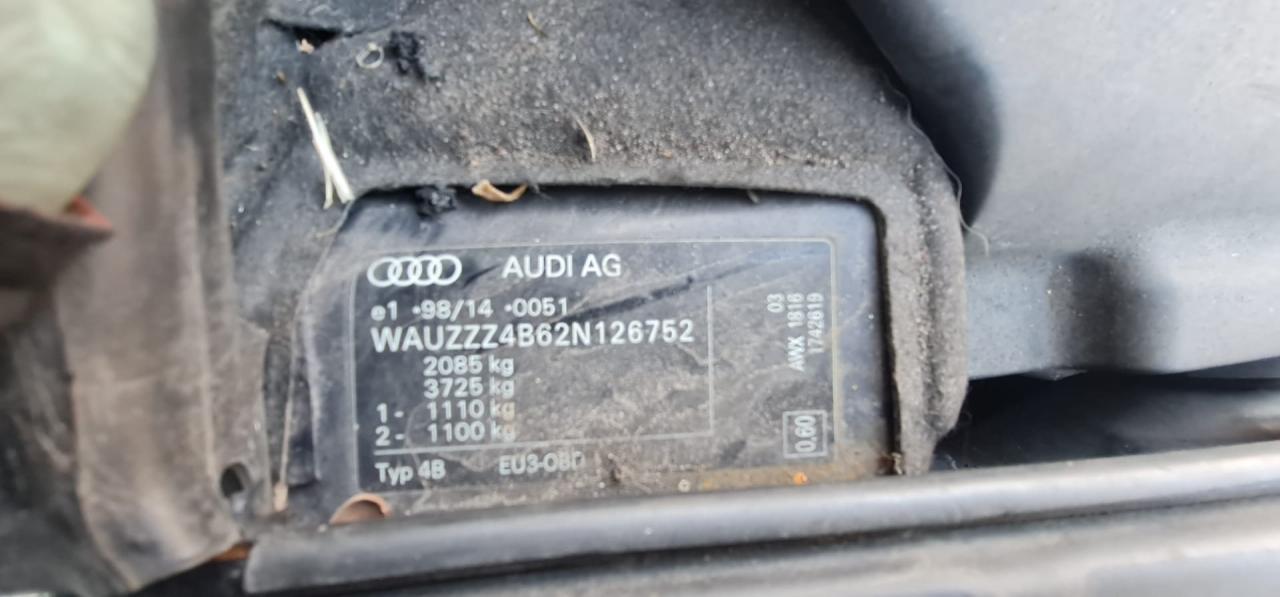 AUDI AG
e1 •98/14 •0051
WAUZZZ4B62N126752
2085 kg
3725 kg
1- 1110 kg
2- 1100 kg
Typ 4B EU3-OBD
03
AWX 1816
1742619
0.60